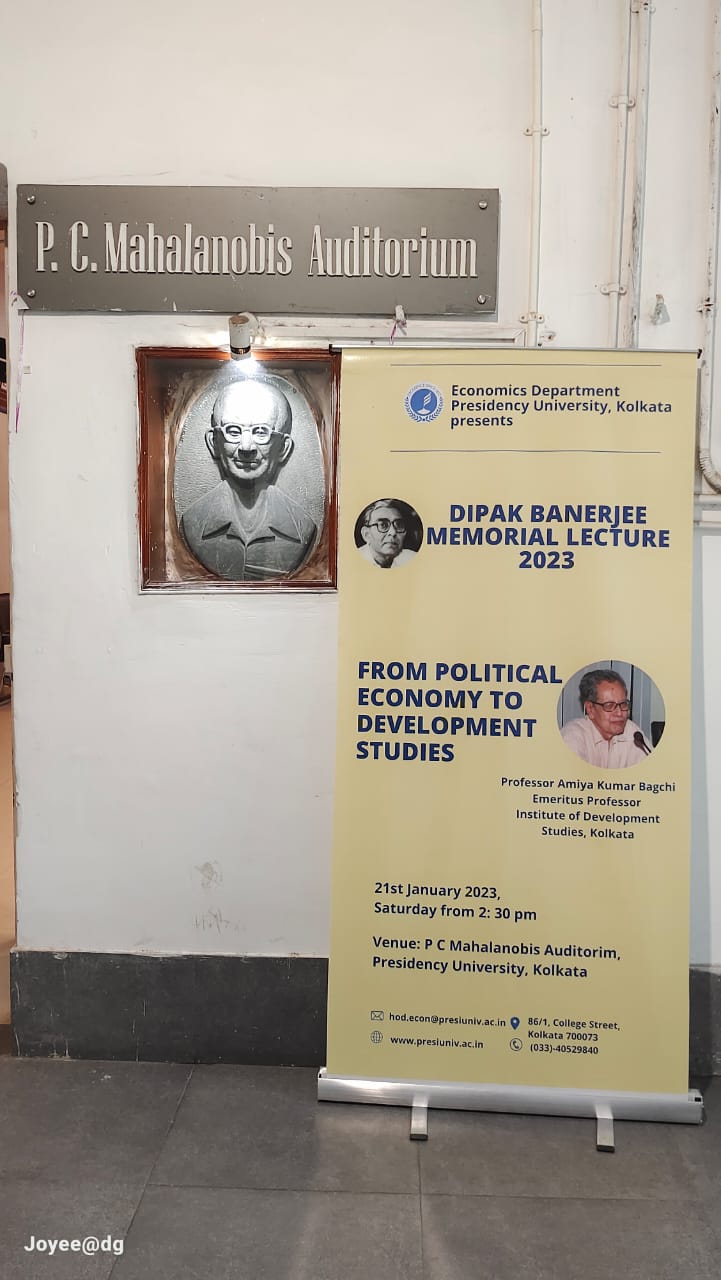 P. C. Mahalanobis Auditorium
Economics Department
Presidency University, Kolkata
presents
DIPAK BANERJEE
MEMORIAL LECTURE
2023
FROM POLITICAL
ECONOMY TO
DEVELOPMENT
STUDIES
Professor Amiya Kumar Bagchi
Emeritus Professor
Institute of Development
Studies, Kolkata
21st January 2023,
Saturday from 2: 30 pm
Venue: P C Mahalanobis Auditorim,
Presidency University, Kolkata
hod.econ@presiuniv.ac.in
www.presiuniv.ac.in
86/1, College Street,
Kolkata 700073
(033)-40529840
Joyee@dg